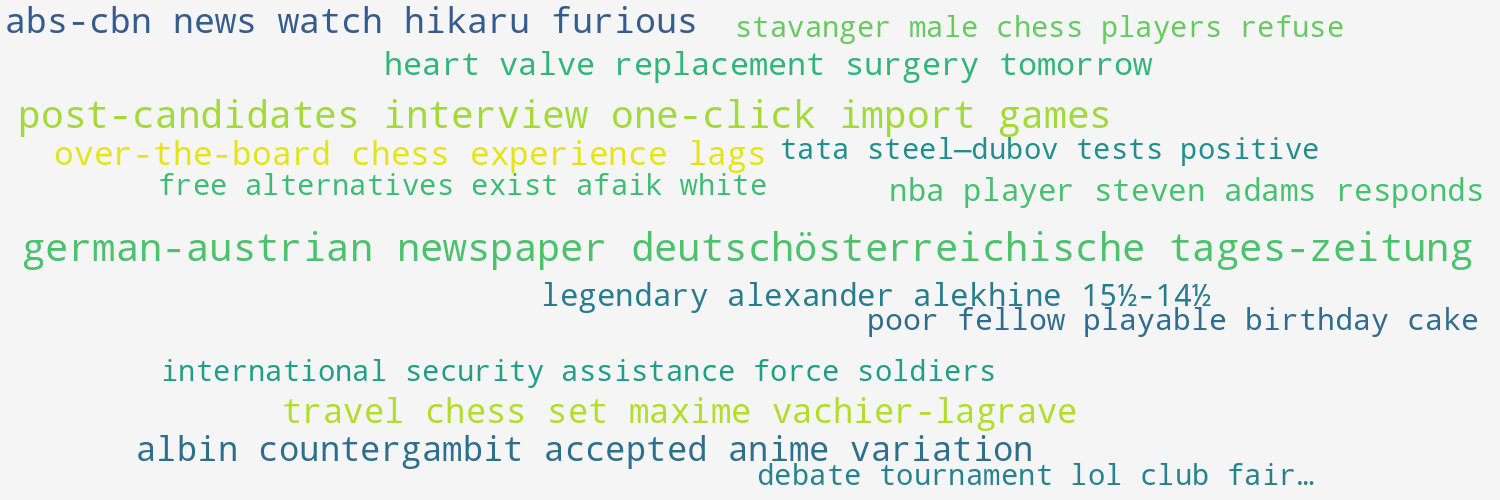 abs-cbn news watch hikaru furious
stavanger male chess players refuse
heart valve replacement surgery tomorrow
post-candidates interview one-click import games
over-the-board chess experience lags
tata steel—dubov tests positive
free alternatives exist afaik white
nba player steven adams responds
german-austrian newspaper deutschösterreichische tages-zeitung
legendary alexander alekhine 15½-14½
poor fellow playable birthday cake
international security assistance force soldiers
travel chess set maxime vachier-lagrave
albin countergambit accepted anime variation
debate tournament lol club fair…